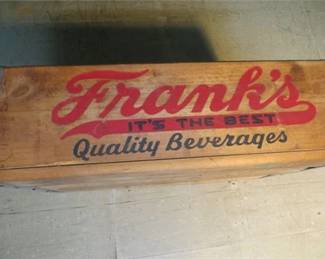 Frank's
IT'S THE BEST
Quality Beverages